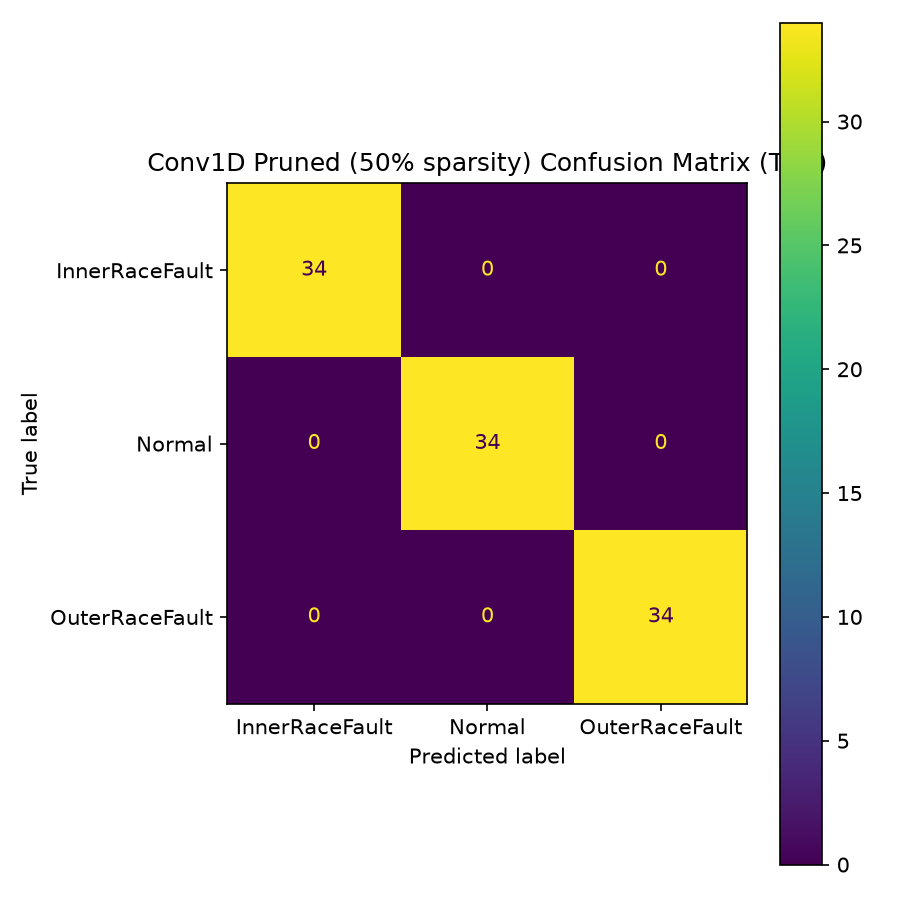 Conv1D Pruned (50% sparsity) Confusion Matrix (T
30
25
20
15
10
5
0
True label
InnerRaceFault 34 0 0
Normal 0 34 0
OuterRaceFault 0 0 34
InnerRaceFault Normal OuterRaceFault
Predicted label